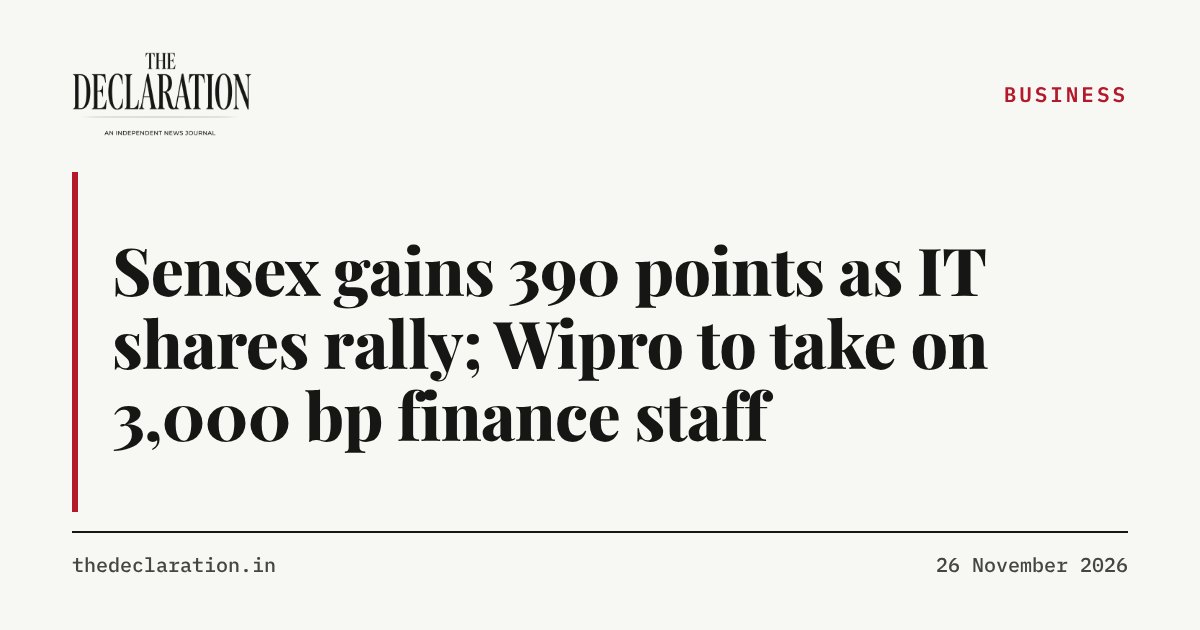 THE
DECLARATION
AN INDEPENDENT NEWS JOURNAL
BUSINESS
Sensex gains 390 points as IT
shares rally; Wipro to take on
3,000 bp finance staff
thedeclaration.in
26 November 2026